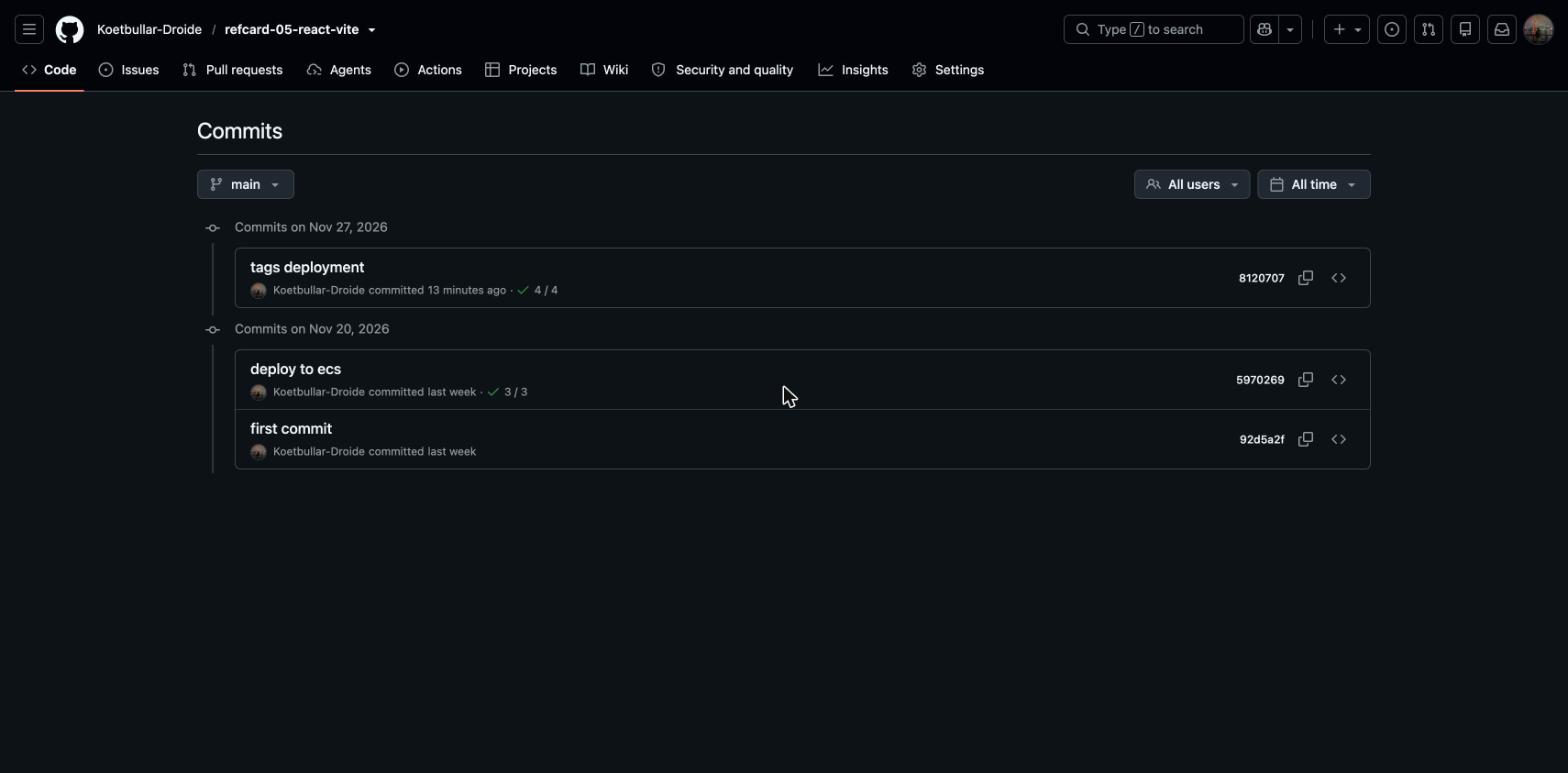 Koetbullar-Droide / refcard-05-react-vite
Type / to search
Code Issues Pull requests Agents Actions Projects Wiki Security and quality Insights Settings
Commits
main
All users All time
Commits on Nov 27, 2026
tags deployment
8120707
Koetbullar-Droide committed 13 minutes ago · 4 / 4
Commits on Nov 20, 2026
deploy to ecs
5970269
Koetbullar-Droide committed last week · 3 / 3
first commit
92d5a2f
Koetbullar-Droide committed last week